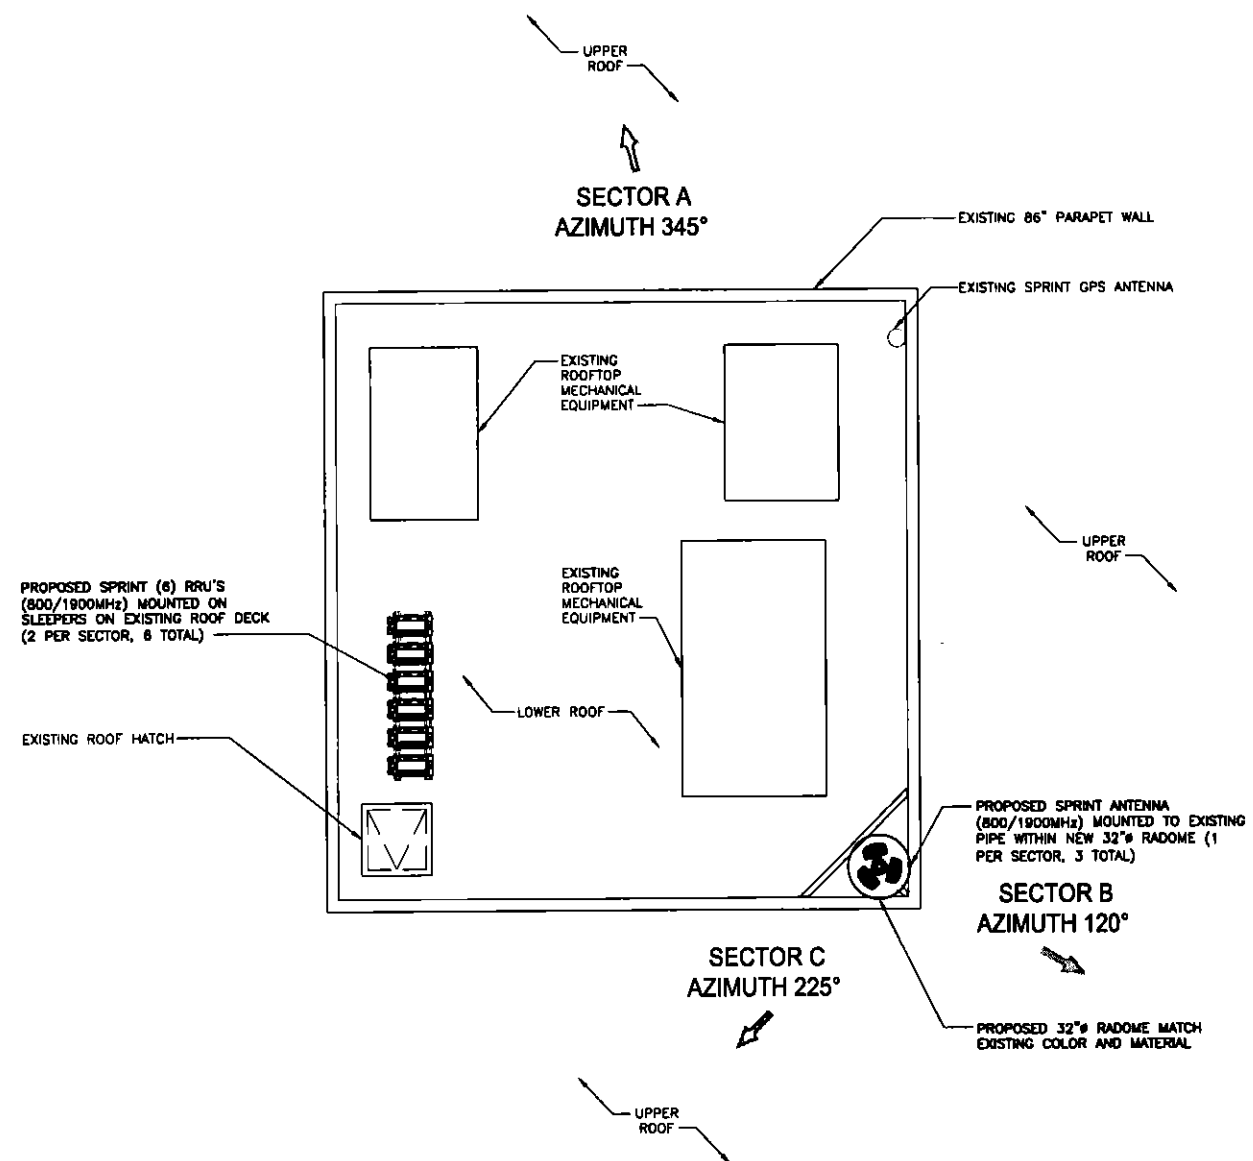 UPPER
ROOF
SECTOR A
AZIMUTH 345°
EXISTING 86" PARAPET WALL
EXISTING SPRINT GPS ANTENNA
EXISTING
ROOFTOP
MECHANICAL
EQUIPMENT
UPPER
ROOF
EXISTING
ROOFTOP
MECHANICAL
EQUIPMENT
PROPOSED SPRINT (6) RRU'S
(800/1900MHz) MOUNTED ON
SLEEPERS ON EXISTING ROOF DECK
(2 PER SECTOR, 6 TOTAL)
LOWER ROOF
EXISTING ROOF HATCH
PROPOSED SPRINT ANTENNA
(800/1900MHz) MOUNTED TO EXISTING
PIPE WITHIN NEW 32"ø RADOME (1
PER SECTOR, 3 TOTAL)
SECTOR B
AZIMUTH 120°
SECTOR C
AZIMUTH 225°
PROPOSED 32"ø RADOME MATCH
EXISTING COLOR AND MATERIAL
UPPER
ROOF